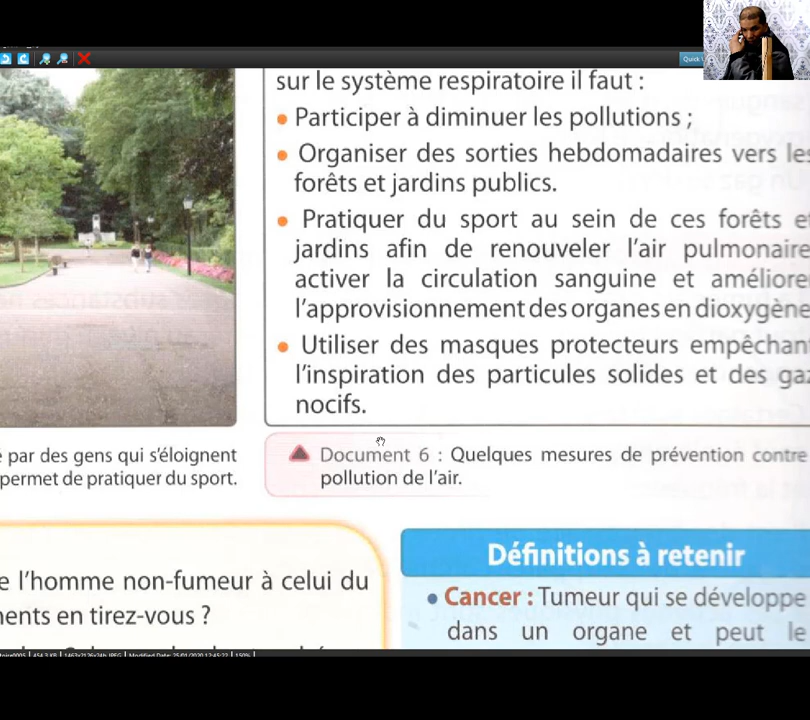 Quick
sur le système respiratoire il faut :
• Participer à diminuer les pollutions ;
• Organiser des sorties hebdomadaires vers les
forêts et jardins publics.
• Pratiquer du sport au sein de ces forêts et
jardins afin de renouveler l'air pulmonaire
activer la circulation sanguine et améliorer
l'approvisionnement des organes en dioxygène
• Utiliser des masques protecteurs empêchant
l'inspiration des particules solides et des gaz
nocifs.
par des gens qui s'éloignent
permet de pratiquer du sport.
Document 6 : Quelques mesures de prévention contre
pollution de l'air.
e l'homme non-fumeur à celui du
ments en tirez-vous ?
Définitions à retenir
• Cancer : Tumeur qui se développe
dans un organe et peut le